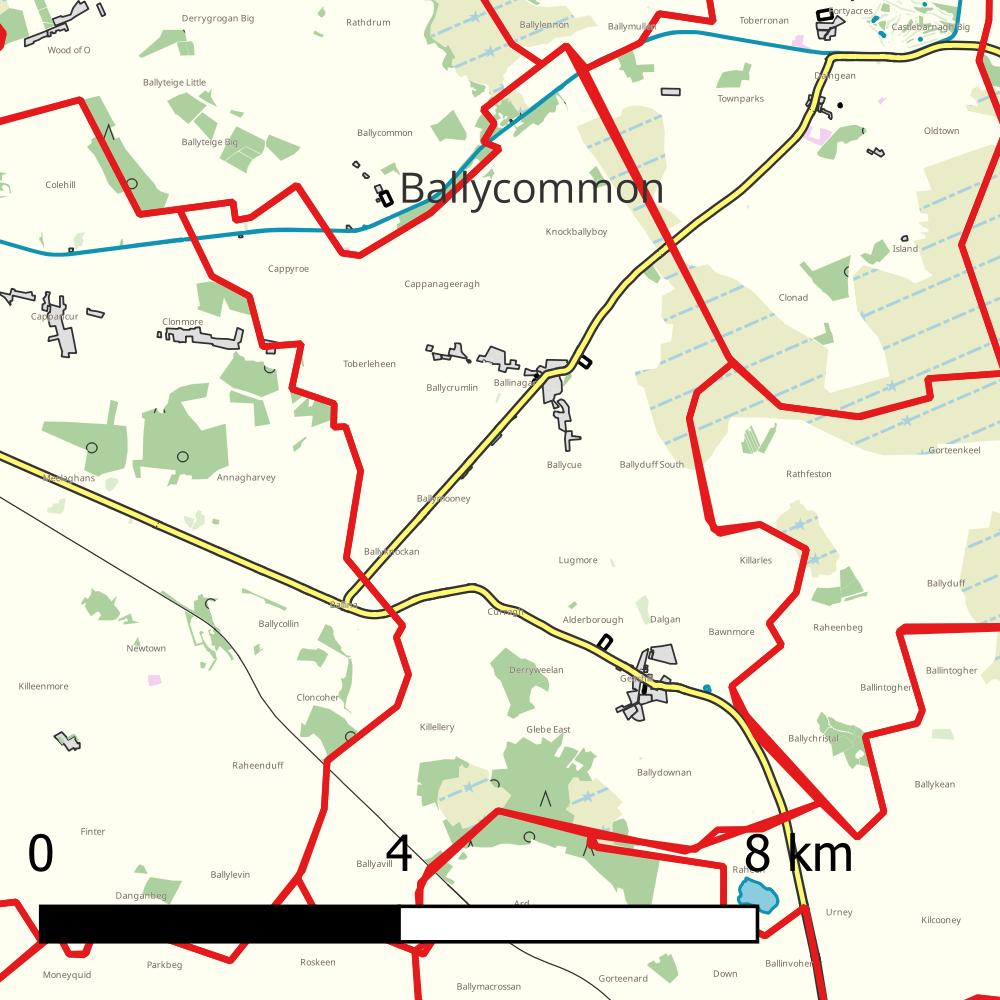 Derrygrogan Big
Rathdrum
Ballylennon
Ballymullen
Toberronan
Portyacres
Castlebarnagh Big
Wood of O
Ballyteige Little
Daingean
Townparks
Ballycommon
Ballyteige Big
Oldtown
Colehill
Ballycommon
Knockballyboy
Island
Cappyroe
Cappanageeragh
Clonad
Cappancur
Clonmore
Toberleheen
Ballycrumlin
Ballinagar
Gorteenkeel
Meelaghans
Annagharvey
Ballycue
Ballyduff South
Rathfeston
Ballymooney
Ballyknockan
Lugmore
Killarles
Ballyduff
Ballina
Curragh
Alderborough
Dalgan
Ballycollin
Bawnmore
Raheenbeg
Newtown
Derryweelan
Geashill
Ballintogher
Killeenmore
Cloncoher
Ballintogher
Killellery
Glebe East
Ballychristal
Raheenduff
Ballydownan
Ballykean
Finter
0
4
8 km
Ballyavill
Ballylevin
Raheen
Danganbeg
Ard
Urney
Kilcooney
Parkbeg
Roskeen
Ballinvoher
Moneyquid
Gorteenard
Down
Ballymacrossan